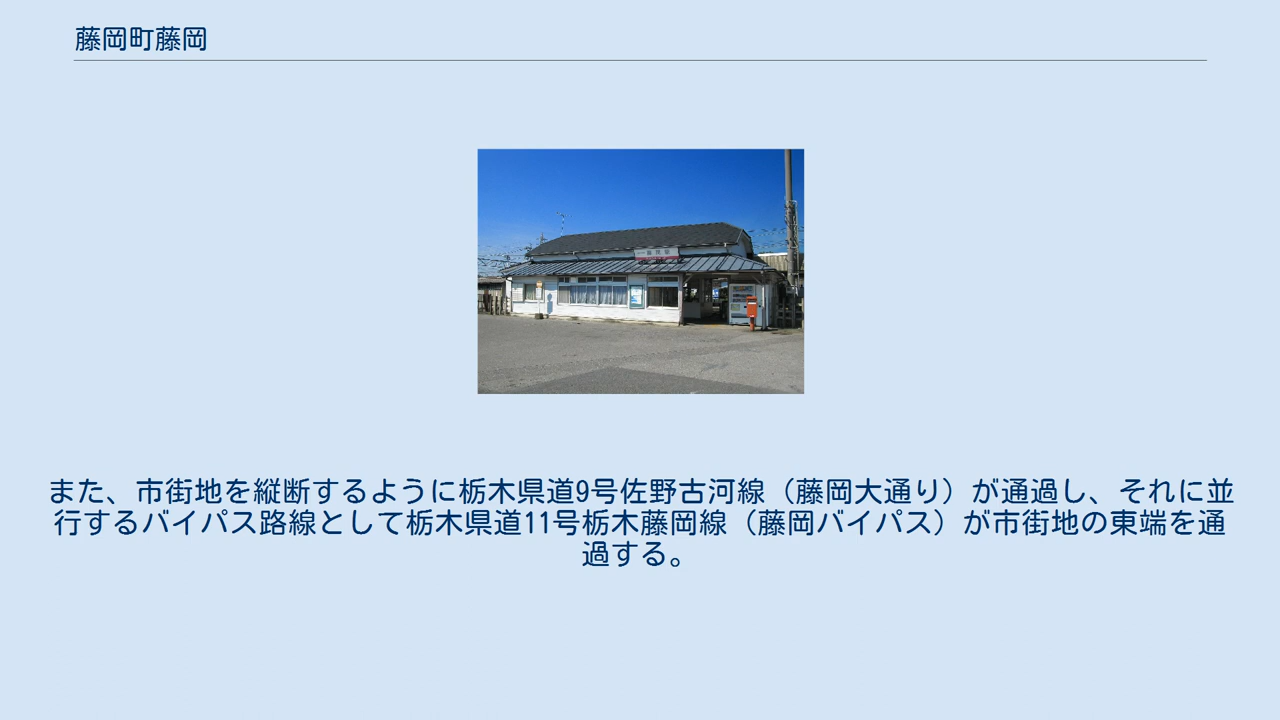 藤岡町藤岡
また、市街地を縦断するように栃木県道9号佐野古河線（藤岡大通り）が通過し、それに並
行するバイパス路線として栃木県道11号栃木藤岡線（藤岡バイパス）が市街地の東端を通
過する。